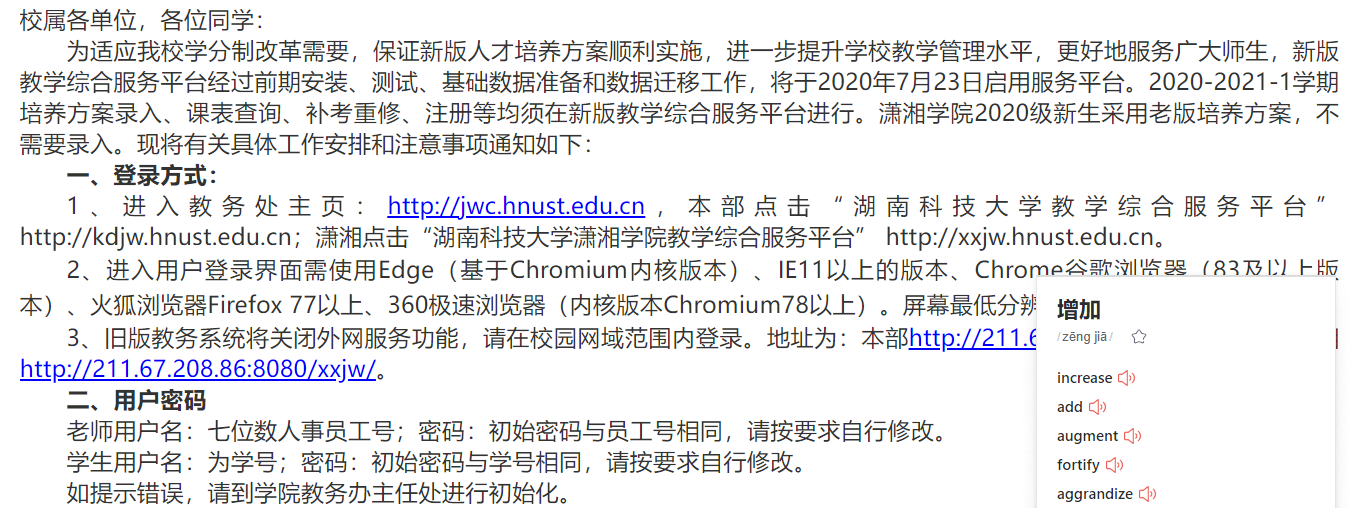 校属各单位，各位同学：
为适应我校学分制改革需要，保证新版人才培养方案顺利实施，进一步提升学校教学管理水平，更好地服务广大师生，新版
教学综合服务平台经过前期安装、测试、基础数据准备和数据迁移工作，将于2020年7月23日启用服务平台。2020-2021-1学期
培养方案录入、课表查询、补考重修、注册等均须在新版教学综合服务平台进行。潇湘学院2020级新生采用老版培养方案，不
需要录入。现将有关具体工作安排和注意事项通知如下：
一、登录方式：
1、进入教务处主页：http://jwc.hnust.edu.cn，本部点击“湖南科技大学教学综合服务平台”
http://kdjw.hnust.edu.cn；潇湘点击“湖南科技大学潇湘学院教学综合服务平台” http://xxjw.hnust.edu.cn。
2、进入用户登录界面需使用Edge（基于Chromium内核版本）、IE11以上的版本、Chrome谷歌浏览器（83及以上版
本）、火狐浏览器Firefox 77以上、360极速浏览器（内核版本Chromium78以上）。屏幕最低分辨
3、旧版教务系统将关闭外网服务功能，请在校园网域范围内登录。地址为：本部http://211.6
http://211.67.208.86:8080/xxjw/。
二、用户密码
老师用户名：七位数人事员工号；密码：初始密码与员工号相同，请按要求自行修改。
学生用户名：为学号；密码：初始密码与学号相同，请按要求自行修改。
如提示错误，请到学院教务办主任处进行初始化。
增加
/ zēng jiā /
increase
add
augment
fortify
aggrandize